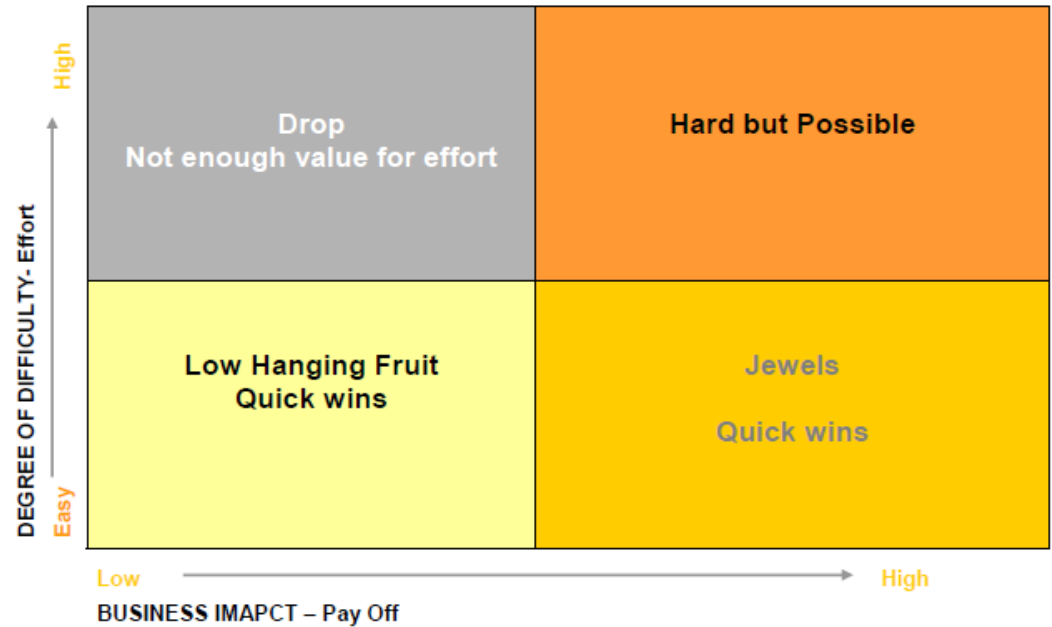 High
Drop
Not enough value for effort
Hard but Possible
DEGREE OF DIFFICULTY- Effort
Low Hanging Fruit
Quick wins
Jewels
Quick wins
Easy
Low
High
BUSINESS IMAPCT – Pay Off